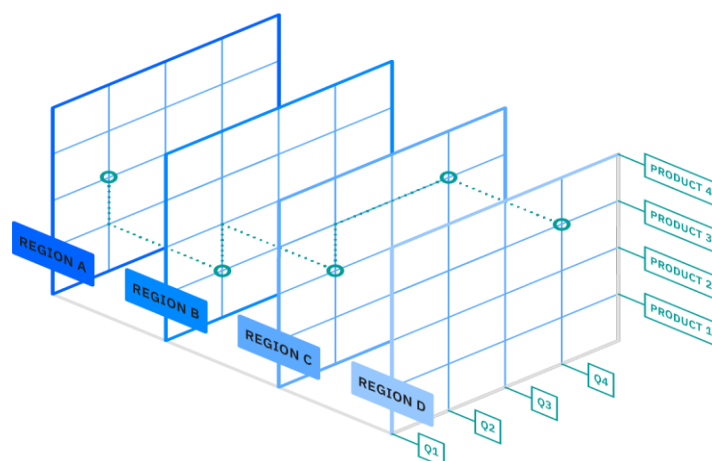 PRODUCT 4
PRODUCT 3
REGION A
PRODUCT 2
REGION B
PRODUCT 1
REGION C
REGION D
Q4
Q3
Q2
Q1